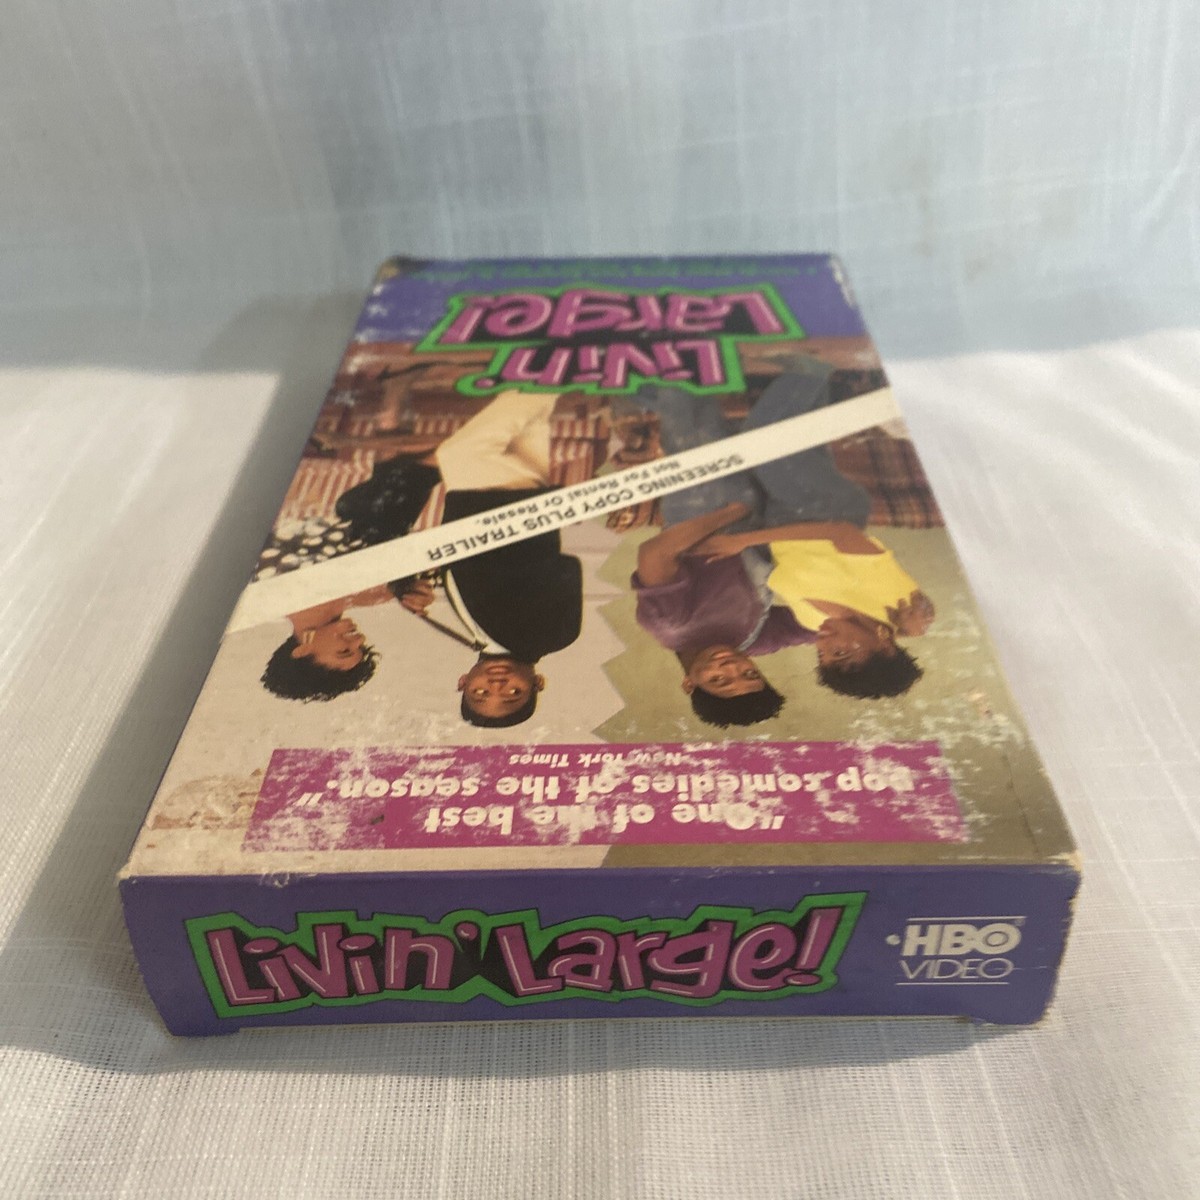 "One of the best
pop comedies of the season."
New York Times
SCREENING COPY PLUS TRAILER
Not For Rental Or Resale.
Livin'
Large!
Livin' Large!
HBO®
VIDEO